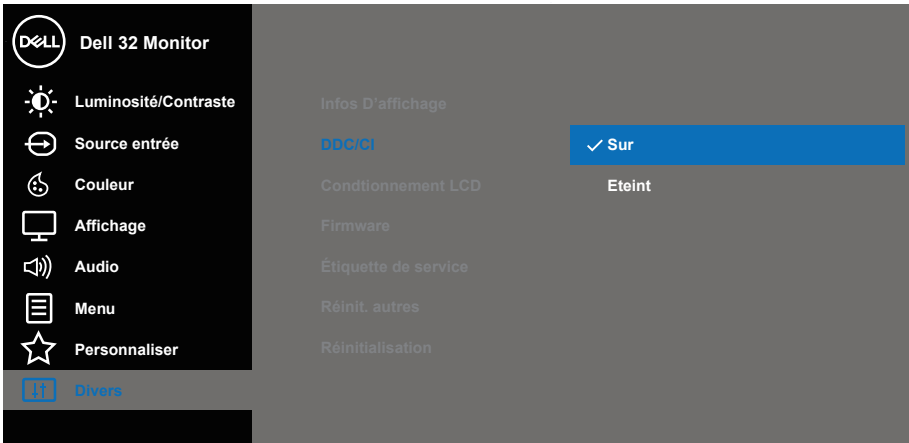 DELL
Dell 32 Monitor
Luminosité/Contraste
Source entrée
Couleur
Affichage
Audio
Menu
Personnaliser
Divers
Infos D'affichage
DDC/CI
Condtionnement LCD
Firmware
Étiquette de service
Réinit. autres
Réinitialisation
Sur
Eteint